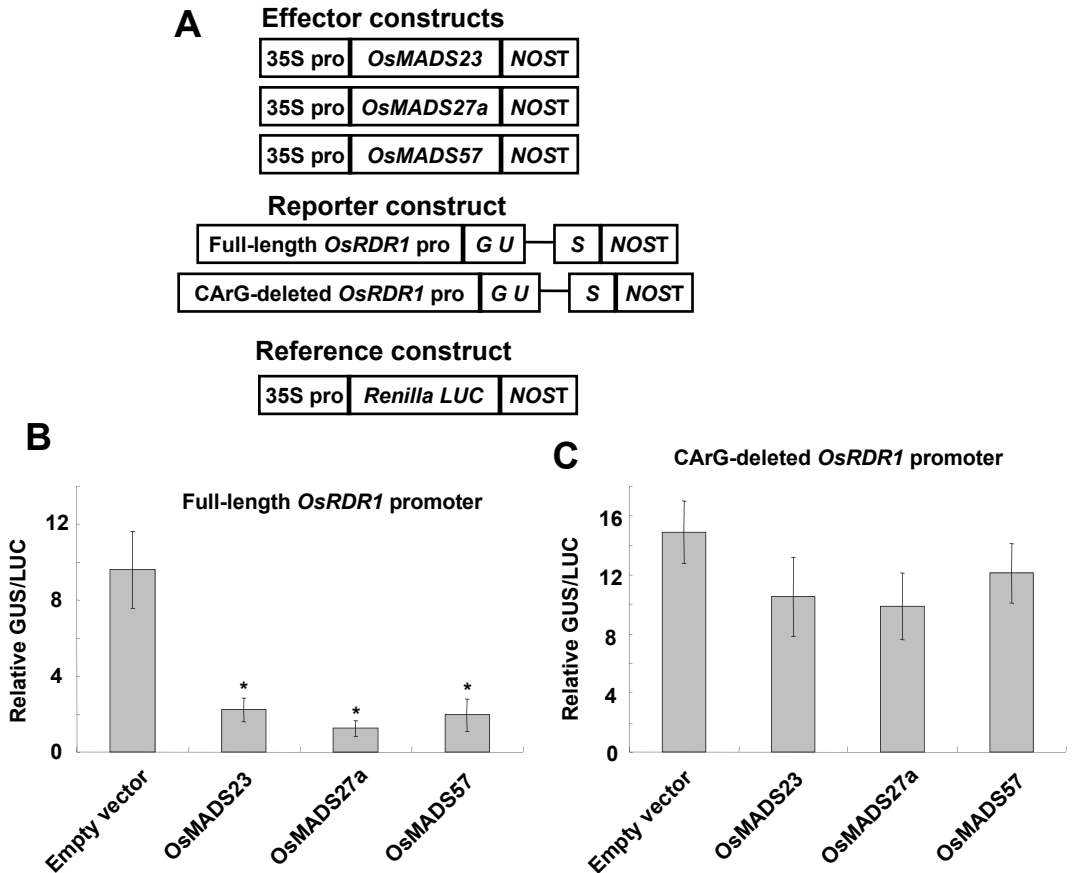 A
Effector constructs
35S pro OsMADS23 NOST
35S pro OsMADS27a NOST
35S pro OsMADS57 NOST
Reporter construct
Full-length OsRDR1 pro G U S NOST
CArG-deleted OsRDR1 pro G U S NOST
Reference construct
35S pro Renilla LUC NOST
B
Full-length OsRDR1 promoter
Relative GUS/LUC
12
8
4
0
*
*
*
Empty vector
OsMADS23
OsMADS27a
OsMADS57
C
CArG-deleted OsRDR1 promoter
Relative GUS/LUC
16
12
8
4
0
Empty vector
OsMADS23
OsMADS27a
OsMADS57